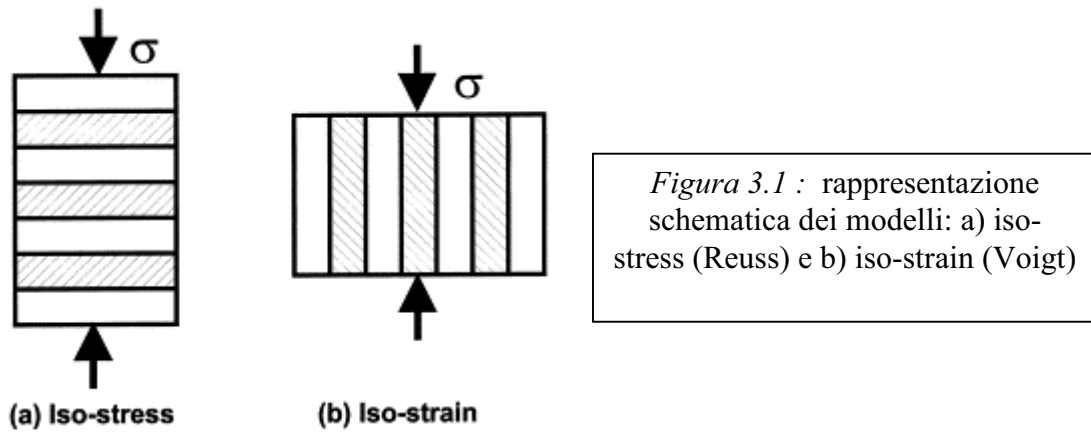 σ
σ
Figura 3.1 : rappresentazione
schematica dei modelli: a) iso-
stress (Reuss) e b) iso-strain (Voigt)
(a) Iso-stress
(b) Iso-strain